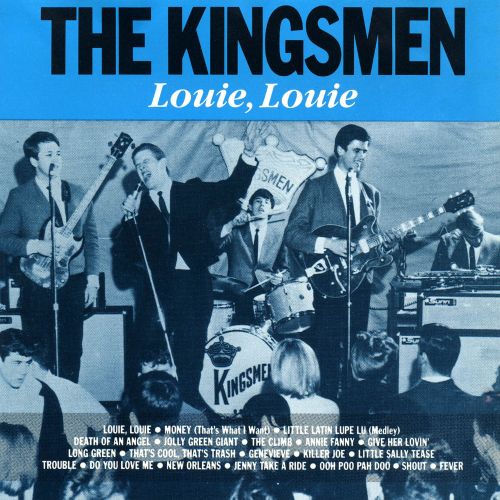 THE KINGSMEN
Louie, Louie
KINGSMEN
Sunn
Sunn
KINGSMEN
LOUIE, LOUIE • MONEY (That's What I Want) • LITTLE LATIN LUPE LU (Medley)
DEATH OF AN ANGEL • JOLLY GREEN GIANT • THE CLIMB • ANNIE FANNY • GIVE HER LOVIN'
LONG GREEN • THAT'S COOL, THAT'S TRASH • GENEVIEVE • KILLER JOE • LITTLE SALLY TEASE
TROUBLE • DO YOU LOVE ME • NEW ORLEANS • JENNY TAKE A RIDE • OOH POO PAH DOO • SHOUT • FEVER